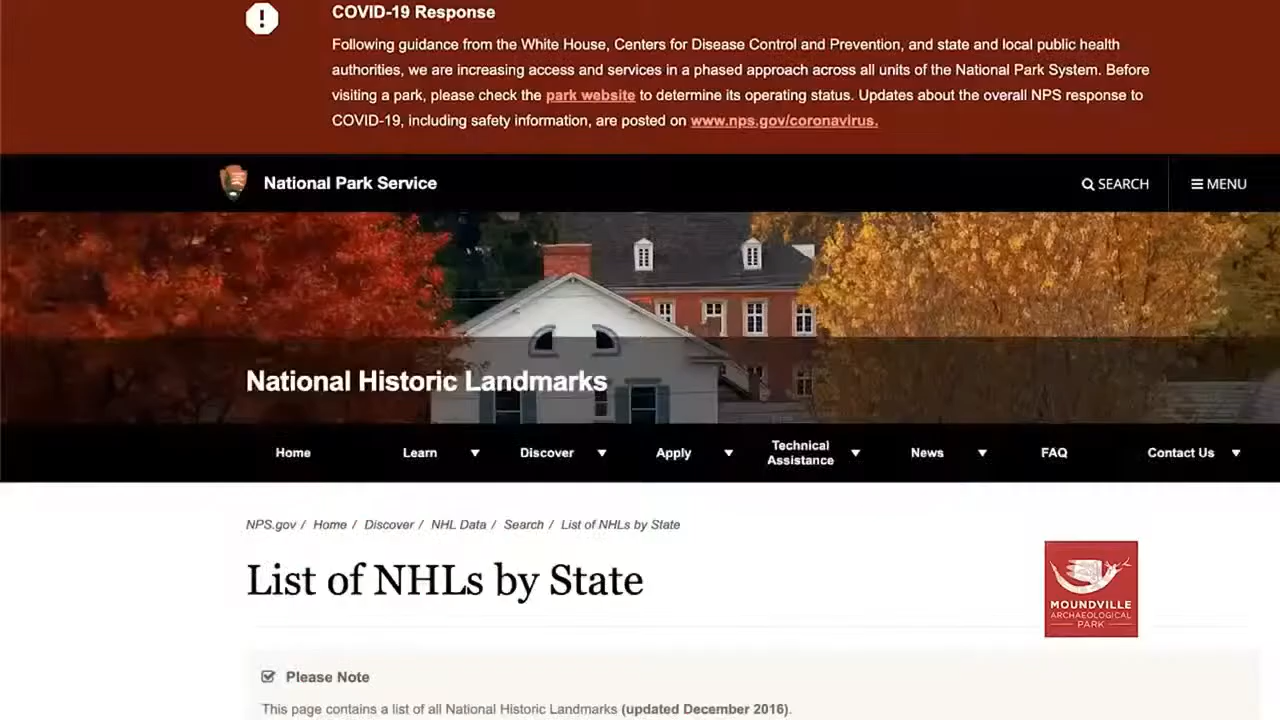 COVID-19 Response
Following guidance from the White House, Centers for Disease Control and Prevention, and state and local public health
authorities, we are increasing access and services in a phased approach across all units of the National Park System. Before
visiting a park, please check the park website to determine its operating status. Updates about the overall NPS response to
COVID-19, including safety information, are posted on www.nps.gov/coronavirus.
National Park Service
SEARCH
MENU
National Historic Landmarks
Home
Learn
Discover
Apply
Technical
Assistance
News
FAQ
Contact Us
NPS.gov / Home / Discover / NHL Data / Search / List of NHLs by State
List of NHLs by State
MOUNDVILLE
ARCHAEOLOGICAL
PARK
Please Note
This page contains a list of all National Historic Landmarks (updated December 2016).